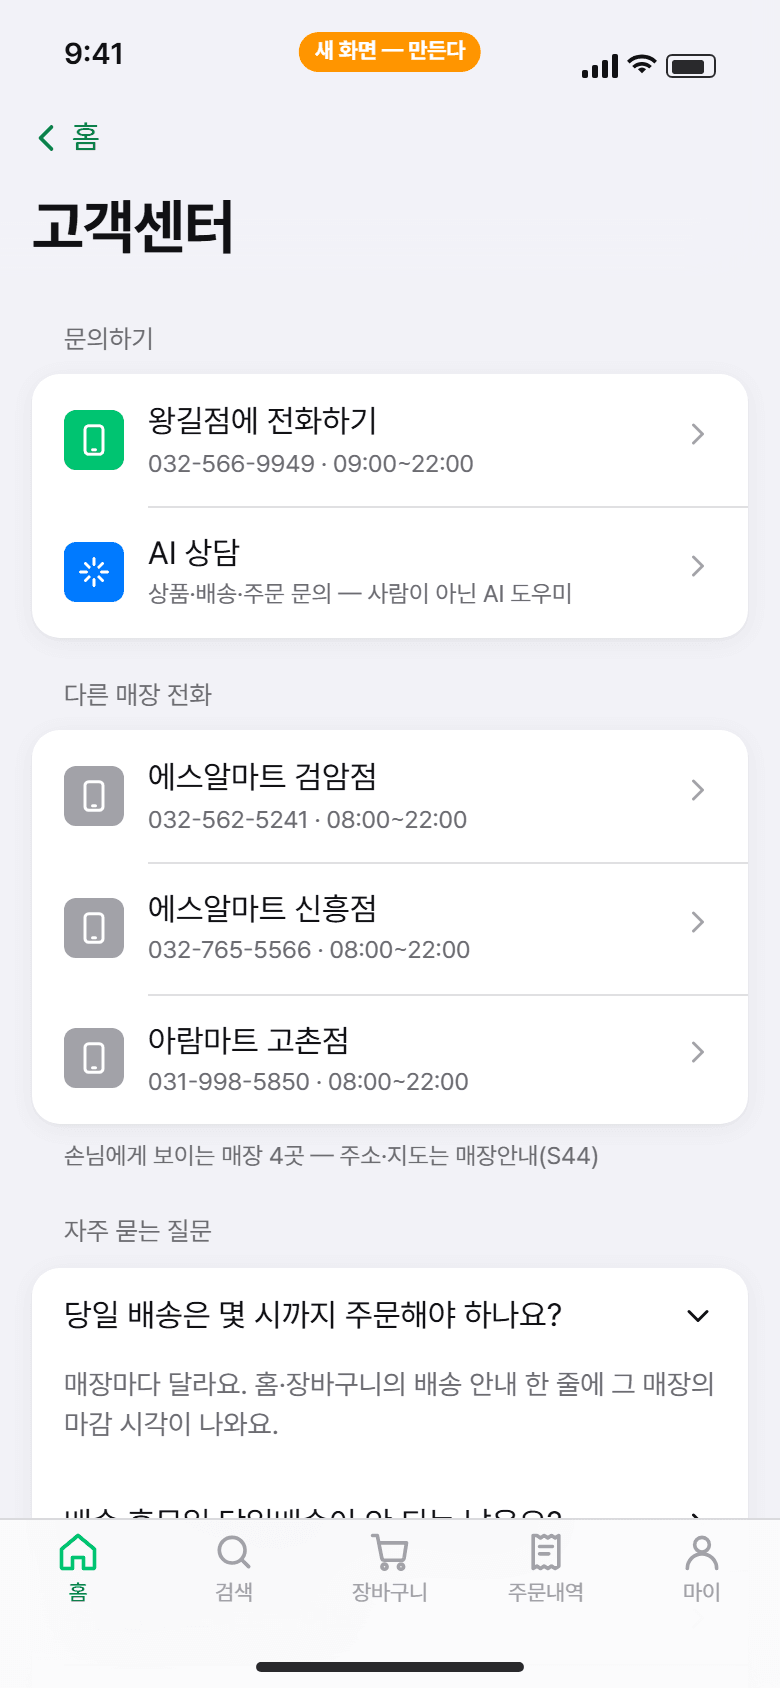 9:41
새 화면 — 만든다
홈
고객센터
문의하기
왕길점에 전화하기
032-566-9949 · 09:00~22:00
AI 상담
상품·배송·주문 문의 — 사람이 아닌 AI 도우미
다른 매장 전화
에스알마트 검암점
032-562-5241 · 08:00~22:00
에스알마트 신흥점
032-765-5566 · 08:00~22:00
아람마트 고촌점
031-998-5850 · 08:00~22:00
손님에게 보이는 매장 4곳 — 주소·지도는 매장안내(S44)
자주 묻는 질문
당일 배송은 몇 시까지 주문해야 하나요?
매장마다 달라요. 홈·장바구니의 배송 안내 한 줄에 그 매장의
마감 시각이 나와요.
홈
검색
장바구니
주문내역
마이